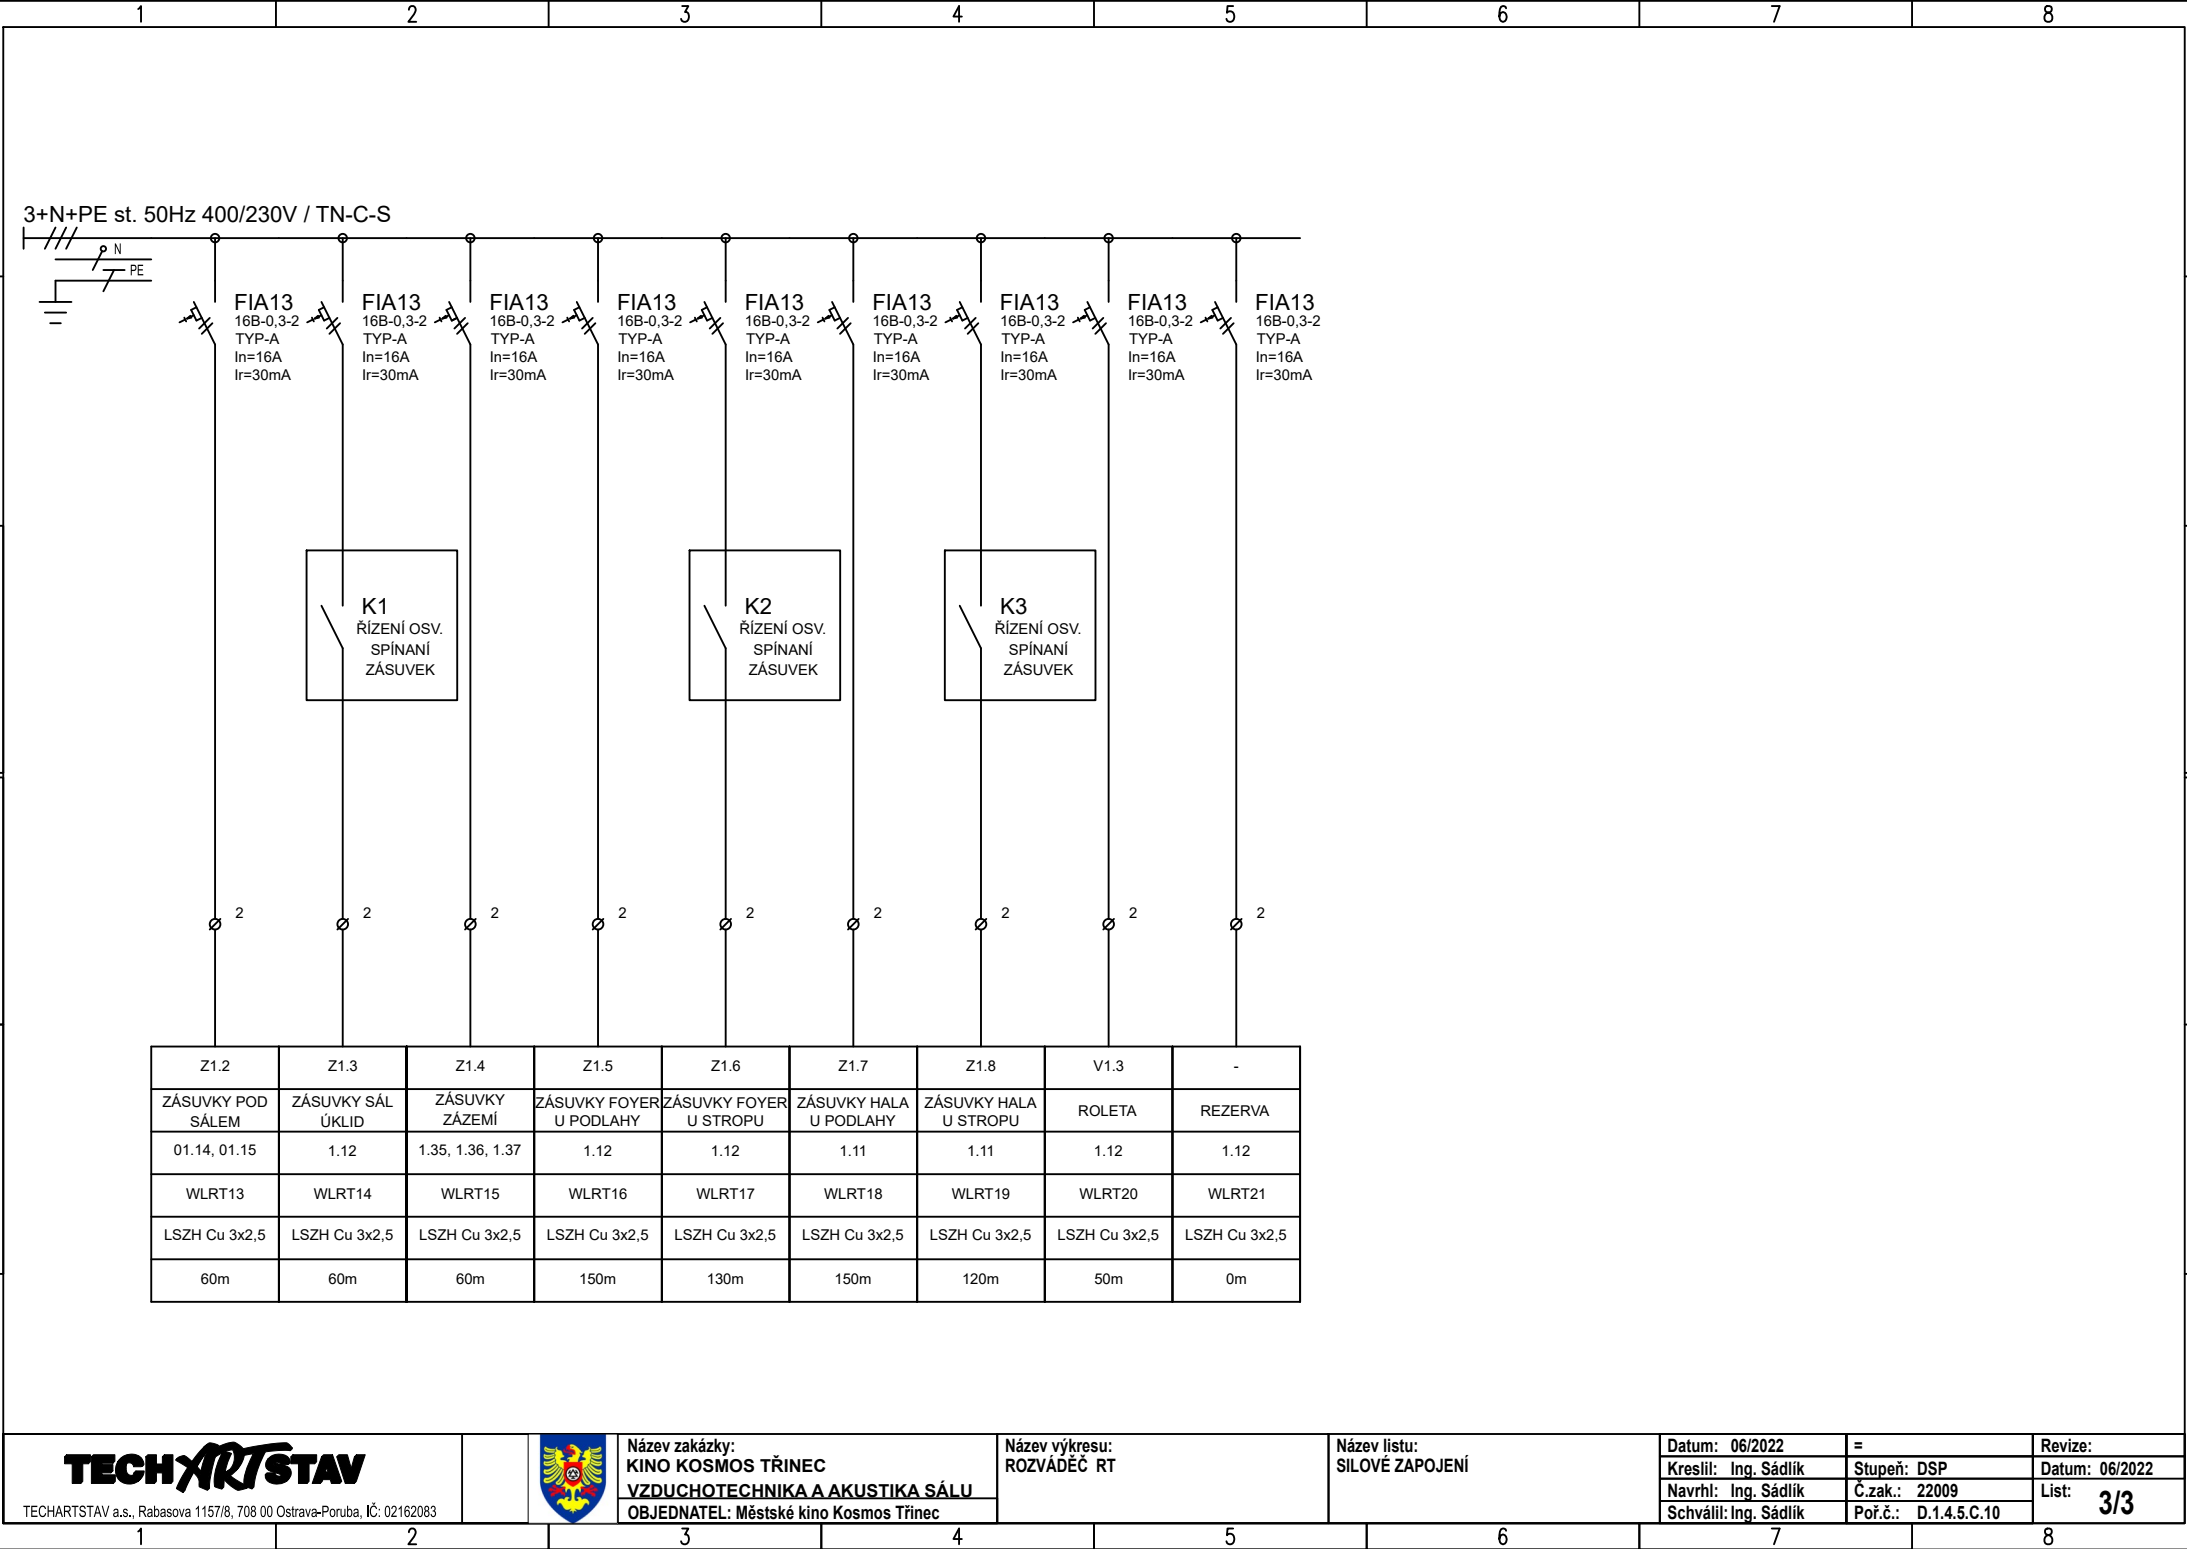 1 2 3 4 5 6 7 8
3+N+PE st. 50Hz 400/230V / TN-C-S
N
PE
FIA13 FIA13 FIA13 FIA13 FIA13 FIA13 FIA13 FIA13 FIA13
16B-0,3-2 16B-0,3-2 16B-0,3-2 16B-0,3-2 16B-0,3-2 16B-0,3-2 16B-0,3-2 16B-0,3-2 16B-0,3-2
TYP-A TYP-A TYP-A TYP-A TYP-A TYP-A TYP-A TYP-A TYP-A
In=16A In=16A In=16A In=16A In=16A In=16A In=16A In=16A In=16A
Ir=30mA Ir=30mA Ir=30mA Ir=30mA Ir=30mA Ir=30mA Ir=30mA Ir=30mA Ir=30mA
K1 K2 K3
ŘÍZENÍ OSV. ŘÍZENÍ OSV. ŘÍZENÍ OSV.
SPÍNANÍ SPÍNANÍ SPÍNANÍ
ZÁSUVEK ZÁSUVEK ZÁSUVEK
2 2 2 2 2 2 2 2 2
Z1.2 Z1.3 Z1.4 Z1.5 Z1.6 Z1.7 Z1.8 V1.3 -
ZÁSUVKY POD ZÁSUVKY SÁL ZÁSUVKY ZÁSUVKY FOYER ZÁSUVKY FOYER ZÁSUVKY HALA ZÁSUVKY HALA ROLETA REZERVA
SÁLEM ÚKLID ZÁZEMÍ U PODLAHY U STROPU U PODLAHY U STROPU
01.14, 01.15 1.12 1.35, 1.36, 1.37 1.12 1.12 1.11 1.11 1.12 1.12
WLRT13 WLRT14 WLRT15 WLRT16 WLRT17 WLRT18 WLRT19 WLRT20 WLRT21
LSZH Cu 3x2,5 LSZH Cu 3x2,5 LSZH Cu 3x2,5 LSZH Cu 3x2,5 LSZH Cu 3x2,5 LSZH Cu 3x2,5 LSZH Cu 3x2,5 LSZH Cu 3x2,5 LSZH Cu 3x2,5
60m 60m 60m 150m 130m 150m 120m 50m 0m
TECHARTSTAV
TECHARTSTAV a.s., Rabasova 1157/8, 708 00 Ostrava-Poruba, IČ: 02162083
Název zakázky:
KINO KOSMOS TŘINEC
VZDUCHOTECHNIKA A AKUSTIKA SÁLU
OBJEDNATEL: Městské kino Kosmos Třinec
Název výkresu:
ROZVÁDĚČ RT
Název listu:
SILOVÉ ZAPOJENÍ
Datum: 06/2022 = Revize:
Kreslil: Ing. Sádlík Stupeň: DSP Datum: 06/2022
Navrhl: Ing. Sádlík Č.zak.: 22009 List: 3/3
Schválil: Ing. Sádlík Poř.č.: D.1.4.5.C.10
1 2 3 4 5 6 7 8